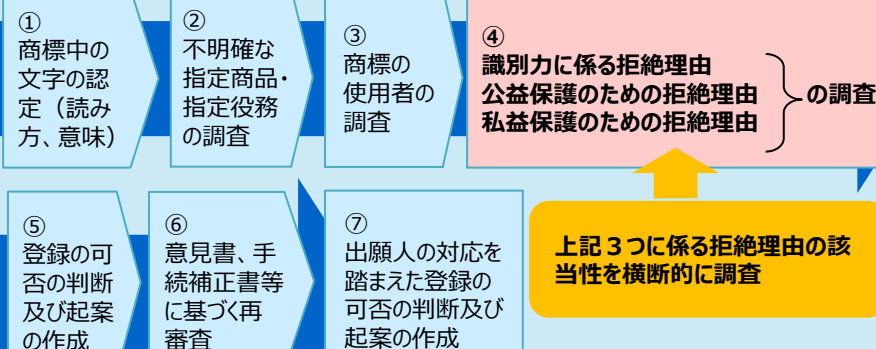 ①
商標中の
文字の認
定（読み
方、意味）
②
不明確な
指定商品・
指定役務
の調査
③
商標の
使用者の
調査
④
識別力に係る拒絶理由
公益保護のための拒絶理由
私益保護のための拒絶理由
の調査
⑤
登録の可
否の判断
及び起案
の作成
⑥
意見書、手
続補正書等
に基づく再
審査
⑦
出願人の対応を
踏まえた登録の
可否の判断及び
起案の作成
上記３つに係る拒絶理由の該
当性を横断的に調査